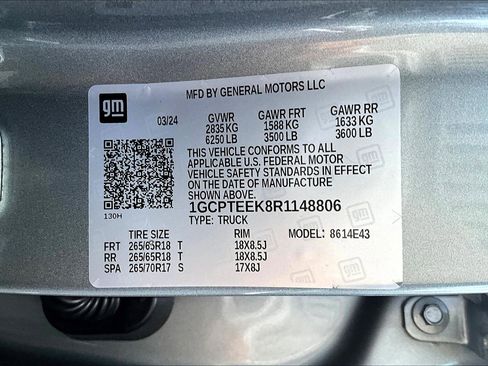 MFD BY GENERAL MOTORS LLC
gm
03/24 GVWR GAWR FRT GAWR RR
2835 KG 1588 KG 1633 KG
6250 LB 3500 LB 3600 LB
THIS VEHICLE CONFORMS TO ALL
APPLICABLE U.S. FEDERAL MOTOR
VEHICLE SAFETY STANDARDS IN EFFECT
ON THE DATE OF MANUFACTURE
SHOWN ABOVE.
130H 1GCPTEEK8R1148806
TYPE: TRUCK
TIRE SIZE RIM MODEL: 8614E43
FRT 265/65R18 T 18X8.5J
RR 265/65R18 T 18X8.5J
SPA 265/70R17 S 17X8J